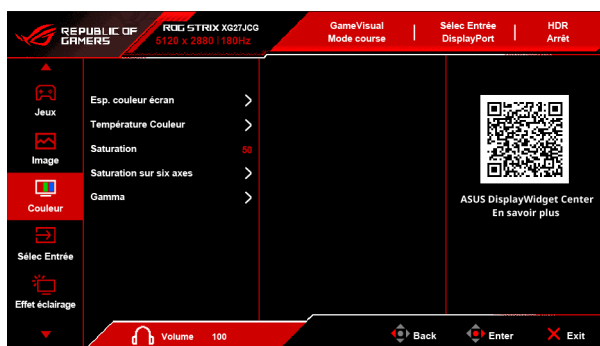 REPUBLIC OF
GAMERS
ROG STRIX XG27JCG
5120 x 2880 | 180Hz
GameVisual
Mode course
Sélec Entrée
DisplayPort
HDR
Arrêt
Jeux
Image
Couleur
Sélec Entrée
Effet éclairage
Esp. couleur écran
Température Couleur
Saturation 50
Saturation sur six axes
Gamma
ASUS DisplayWidget Center
En savoir plus
Volume 100
Back
Enter
Exit